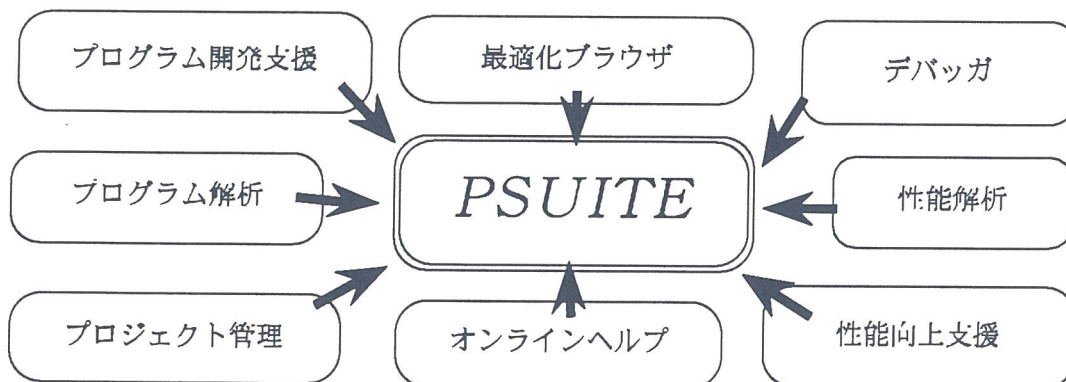 プログラム開発支援
最適化ブラウザ
デバッガ
プログラム解析
PSUITE
性能解析
プロジェクト管理
オンラインヘルプ
性能向上支援